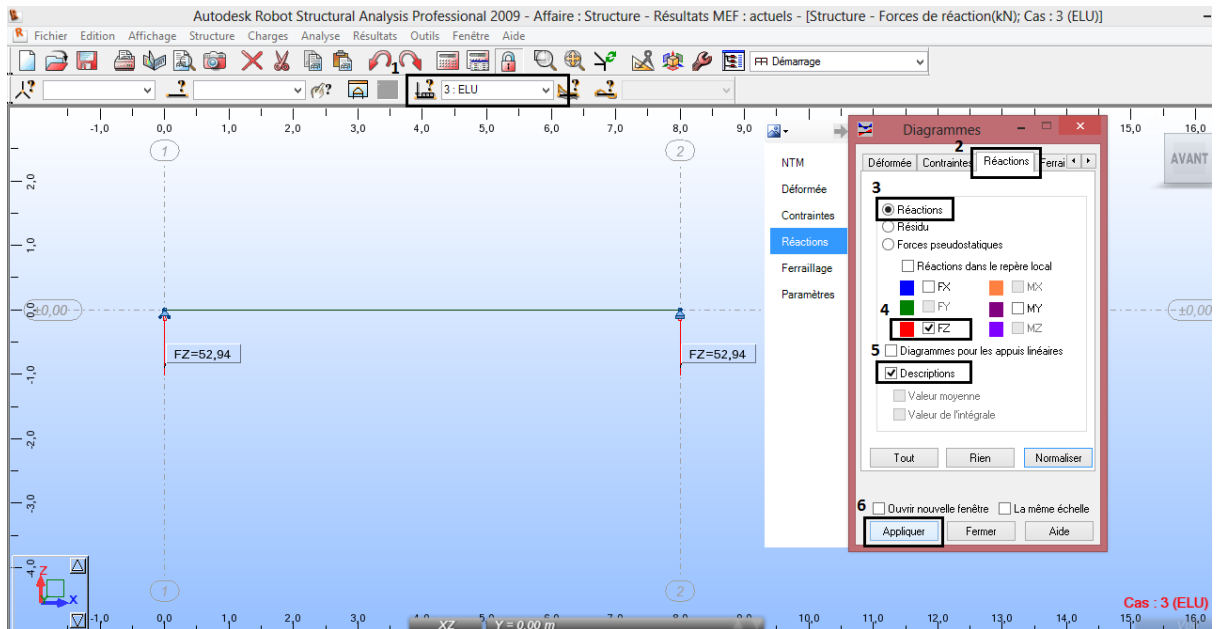 Autodesk Robot Structural Analysis Professional 2009 - Affaire : Structure - Résultats MEF : actuels - [Structure - Forces de réaction(kN); Cas : 3 (ELU)]
Fichier Edition Affichage Structure Charges Analyse Résultats Outils Fenêtre Aide
1
Démarrage
3 : ELU
-1,0 0,0 1,0 2,0 3,0 4,0 5,0 6,0 7,0 8,0 9,0 15,0 16,0
1 2
AVANT
2,0
1,0
0,0
-1,0
-2,0
-3,0
-4,0
±0,00
±0,00
FZ=52,94
FZ=52,94
NTM
Déformée
Contraintes
Réactions
Ferraillage
Paramètres
Diagrammes
2
Déformée Contraintes Réactions Ferrai
3
Réactions
Résidu
Forces pseudostatiques
Réactions dans le repère local
FX MX
4 FY MY
FZ MZ
5 Diagrammes pour les appuis linéaires
Descriptions
Valeur moyenne
Valeur de l'intégrale
Tout Rien Normaliser
6 Ouvrir nouvelle fenêtre La même échelle
Appliquer Fermer Aide
Z
X
1 2
Cas : 3 (ELU)
-1,0 0,0 1,0 2,0 3,0 XZ Y = 0,00 m 10,0 11,0 12,0 13,0 14,0 15,0 16,0